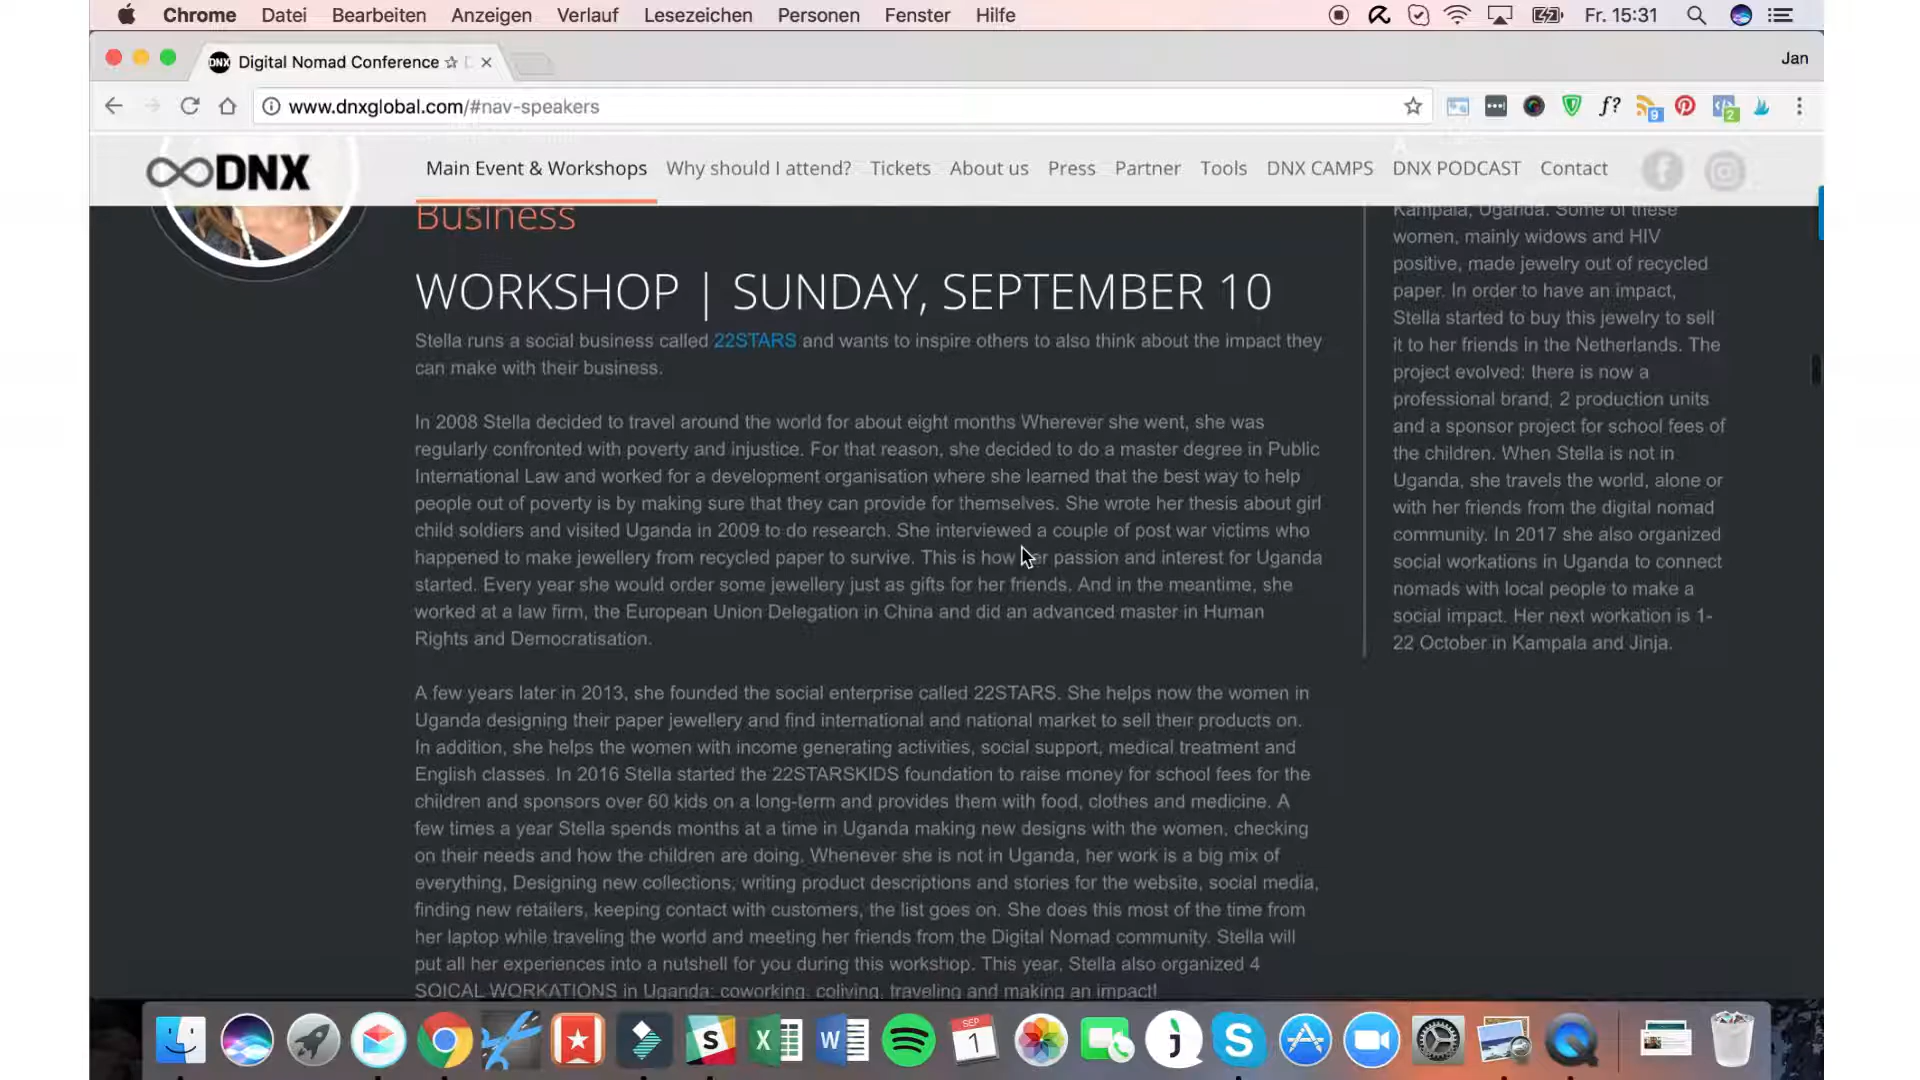 Chrome Datei Bearbeiten Anzeigen Verlauf Lesezeichen Personen Fenster Hilfe Fr. 15:31
DNX Digital Nomad Conference ☆
Jan
www.dnxglobal.com/#nav-speakers
DNX Main Event & Workshops Why should I attend? Tickets About us Press Partner Tools DNX CAMPS DNX PODCAST Contact
Business
WORKSHOP | SUNDAY, SEPTEMBER 10
Stella runs a social business called 22STARS and wants to inspire others to also think about the impact they
can make with their business.
In 2008 Stella decided to travel around the world for about eight months Wherever she went, she was
regularly confronted with poverty and injustice. For that reason, she decided to do a master degree in Public
International Law and worked for a development organisation where she learned that the best way to help
people out of poverty is by making sure that they can provide for themselves. She wrote her thesis about girl
child soldiers and visited Uganda in 2009 to do research. She interviewed a couple of post war victims who
happened to make jewellery from recycled paper to survive. This is how her passion and interest for Uganda
started. Every year she would order some jewellery just as gifts for her friends. And in the meantime, she
worked at a law firm, the European Union Delegation in China and did an advanced master in Human
Rights and Democratisation.
A few years later in 2013, she founded the social enterprise called 22STARS. She helps now the women in
Uganda designing their paper jewellery and find international and national market to sell their products on.
In addition, she helps the women with income generating activities, social support, medical treatment and
English classes. In 2016 Stella started the 22STARSKIDS foundation to raise money for school fees for the
children and sponsors over 60 kids on a long-term and provides them with food, clothes and medicine. A
few times a year Stella spends months at a time in Uganda making new designs with the women, checking
on their needs and how the children are doing. Whenever she is not in Uganda, her work is a big mix of
everything, Designing new collections, writing product descriptions and stories for the website, social media,
finding new retailers, keeping contact with customers, the list goes on. She does this most of the time from
her laptop while traveling the world and meeting her friends from the Digital Nomad community. Stella will
put all her experiences into a nutshell for you during this workshop. This year, Stella also organized 4
SOICAL WORKATIONS in Uganda: coworking, coliving, traveling and making an impact!
Kampala, Uganda. Some of these
women, mainly widows and HIV
positive, made jewelry out of recycled
paper. In order to have an impact,
Stella started to buy this jewelry to sell
it to her friends in the Netherlands. The
project evolved: there is now a
professional brand, 2 production units
and a sponsor project for school fees of
the children. When Stella is not in
Uganda, she travels the world, alone or
with her friends from the digital nomad
community. In 2017 she also organized
social workations in Uganda to connect
nomads with local people to make a
social impact. Her next workation is 1-
22 October in Kampala and Jinja.
f?
9
2
SEP
1